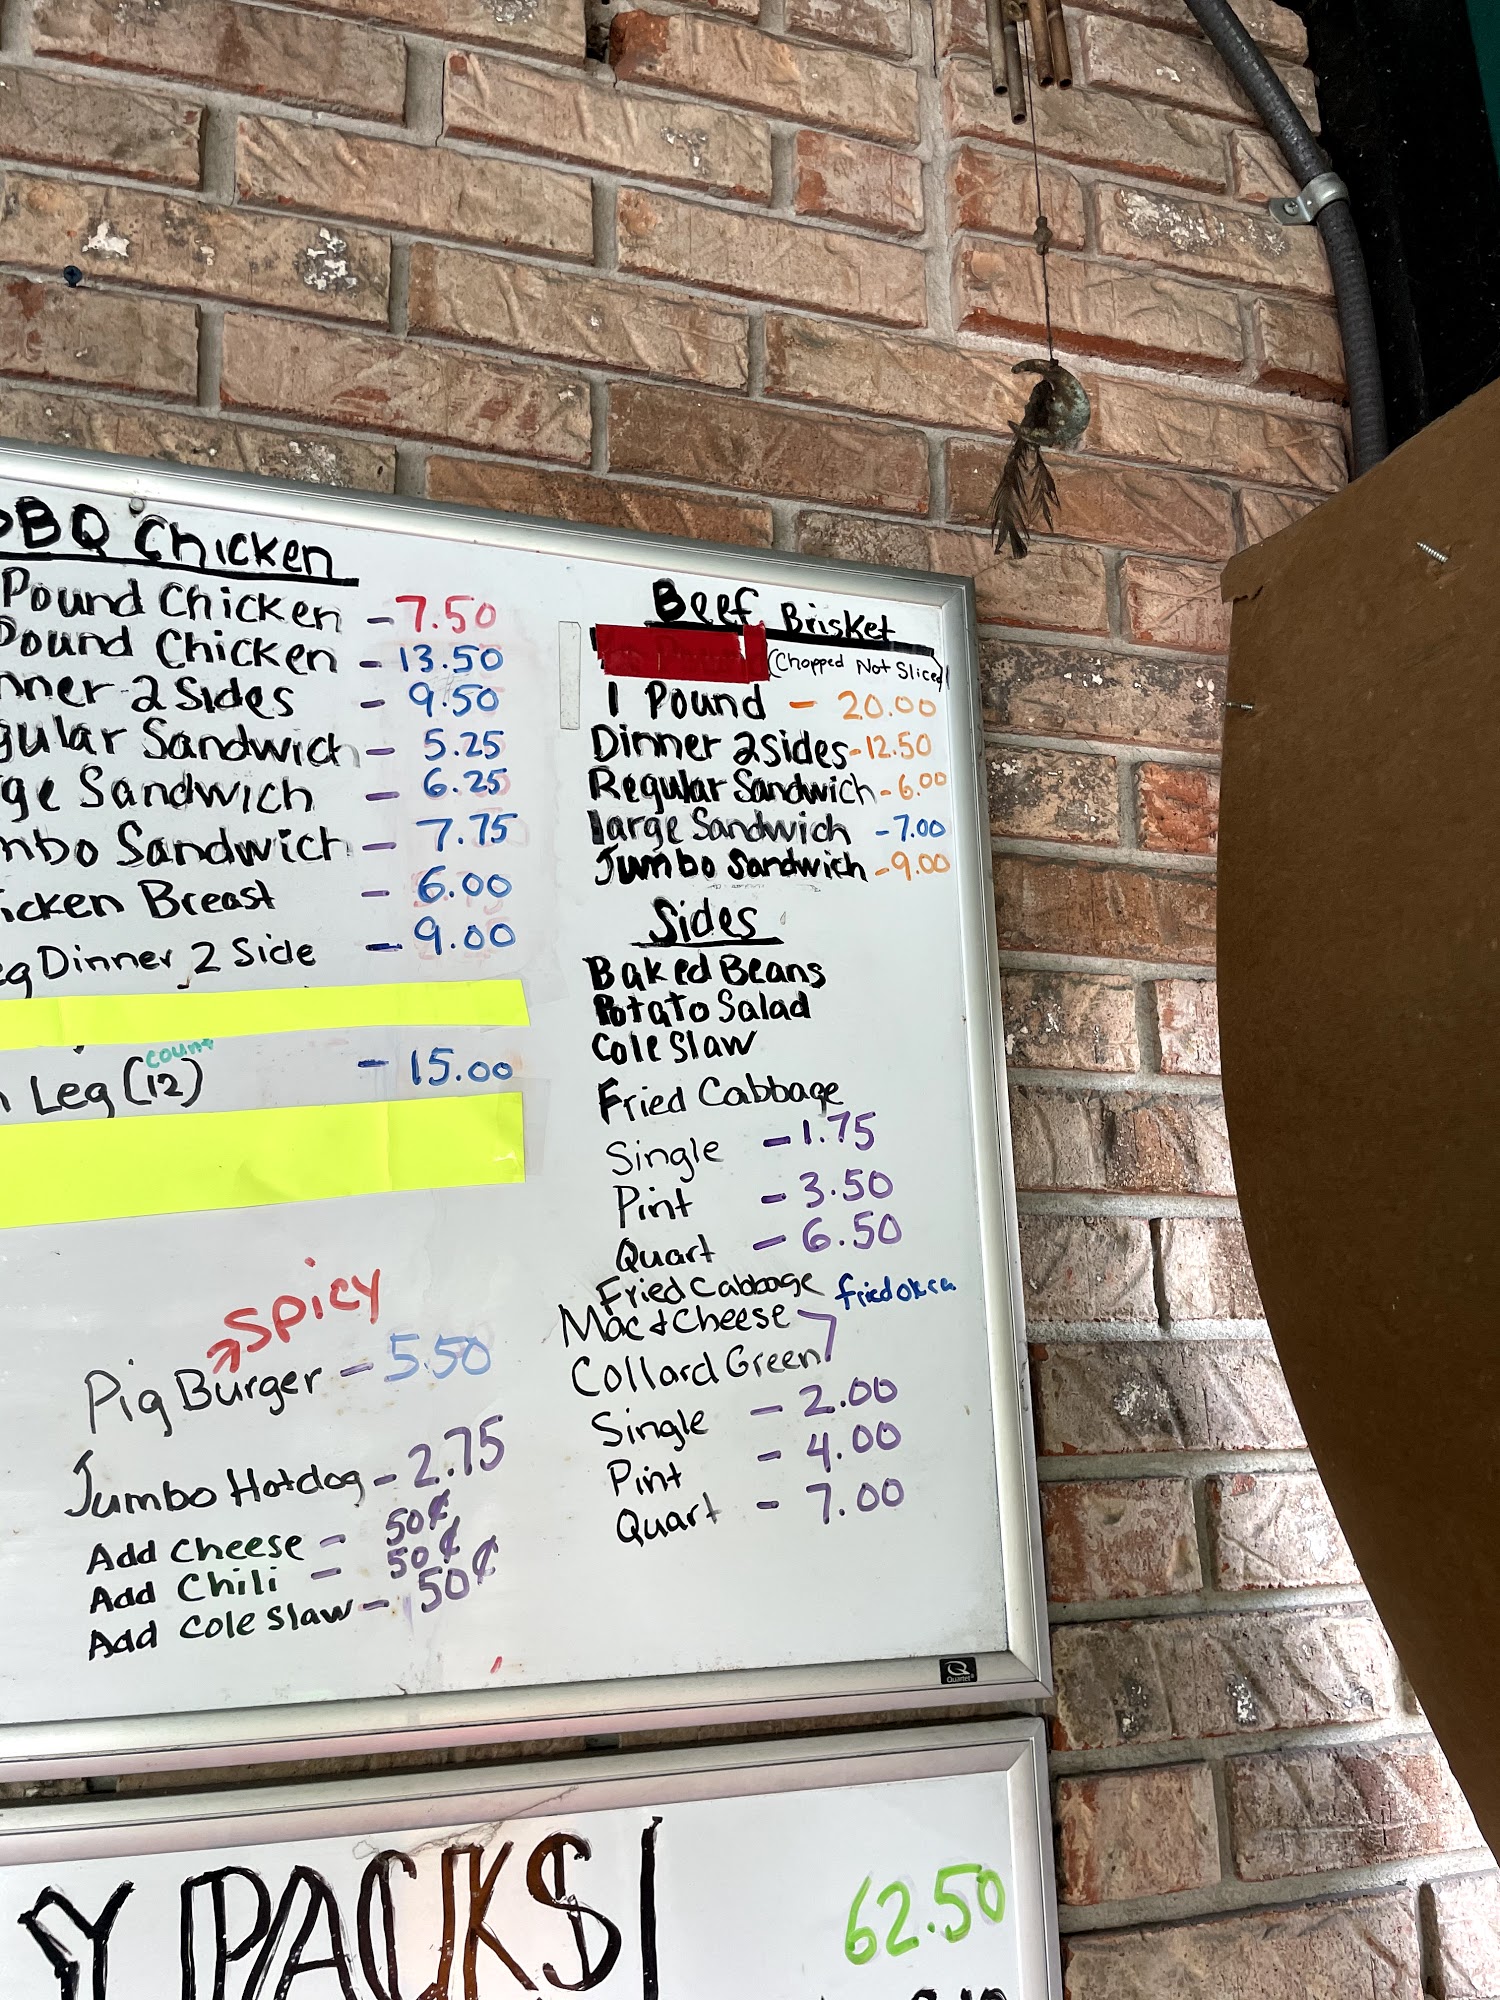 BBQ Chicken
Pound Chicken - 7.50
Pound Chicken - 13.50
nner 2 Sides - 9.50
gular Sandwich - 5.25
ge Sandwich - 6.25
mbo Sandwich - 7.75
icken Breast - 6.00
eg Dinner 2 Side - 9.00
count
Leg (12) - 15.00
Spicy
Pig Burger - 5.50
Jumbo Hotdog - 2.75
Add Cheese - 50¢
Add Chili - 50¢
Add Cole Slaw - 50¢
Beef Brisket
(Chopped Not Sliced)
1 Pound - 20.00
Dinner 2 Sides - 12.50
Regular Sandwich - 6.00
large Sandwich - 7.00
Jumbo Sandwich - 9.00
Sides
Baked Beans
Potato Salad
Cole Slaw
Fried Cabbage
Single - 1.75
Pint - 3.50
Quart - 6.50
Fried Cabbage fried okra
Mac & Cheese
Collard Green
Single - 2.00
Pint - 4.00
Quart - 7.00
Quartet
Y PACKS! 62.50